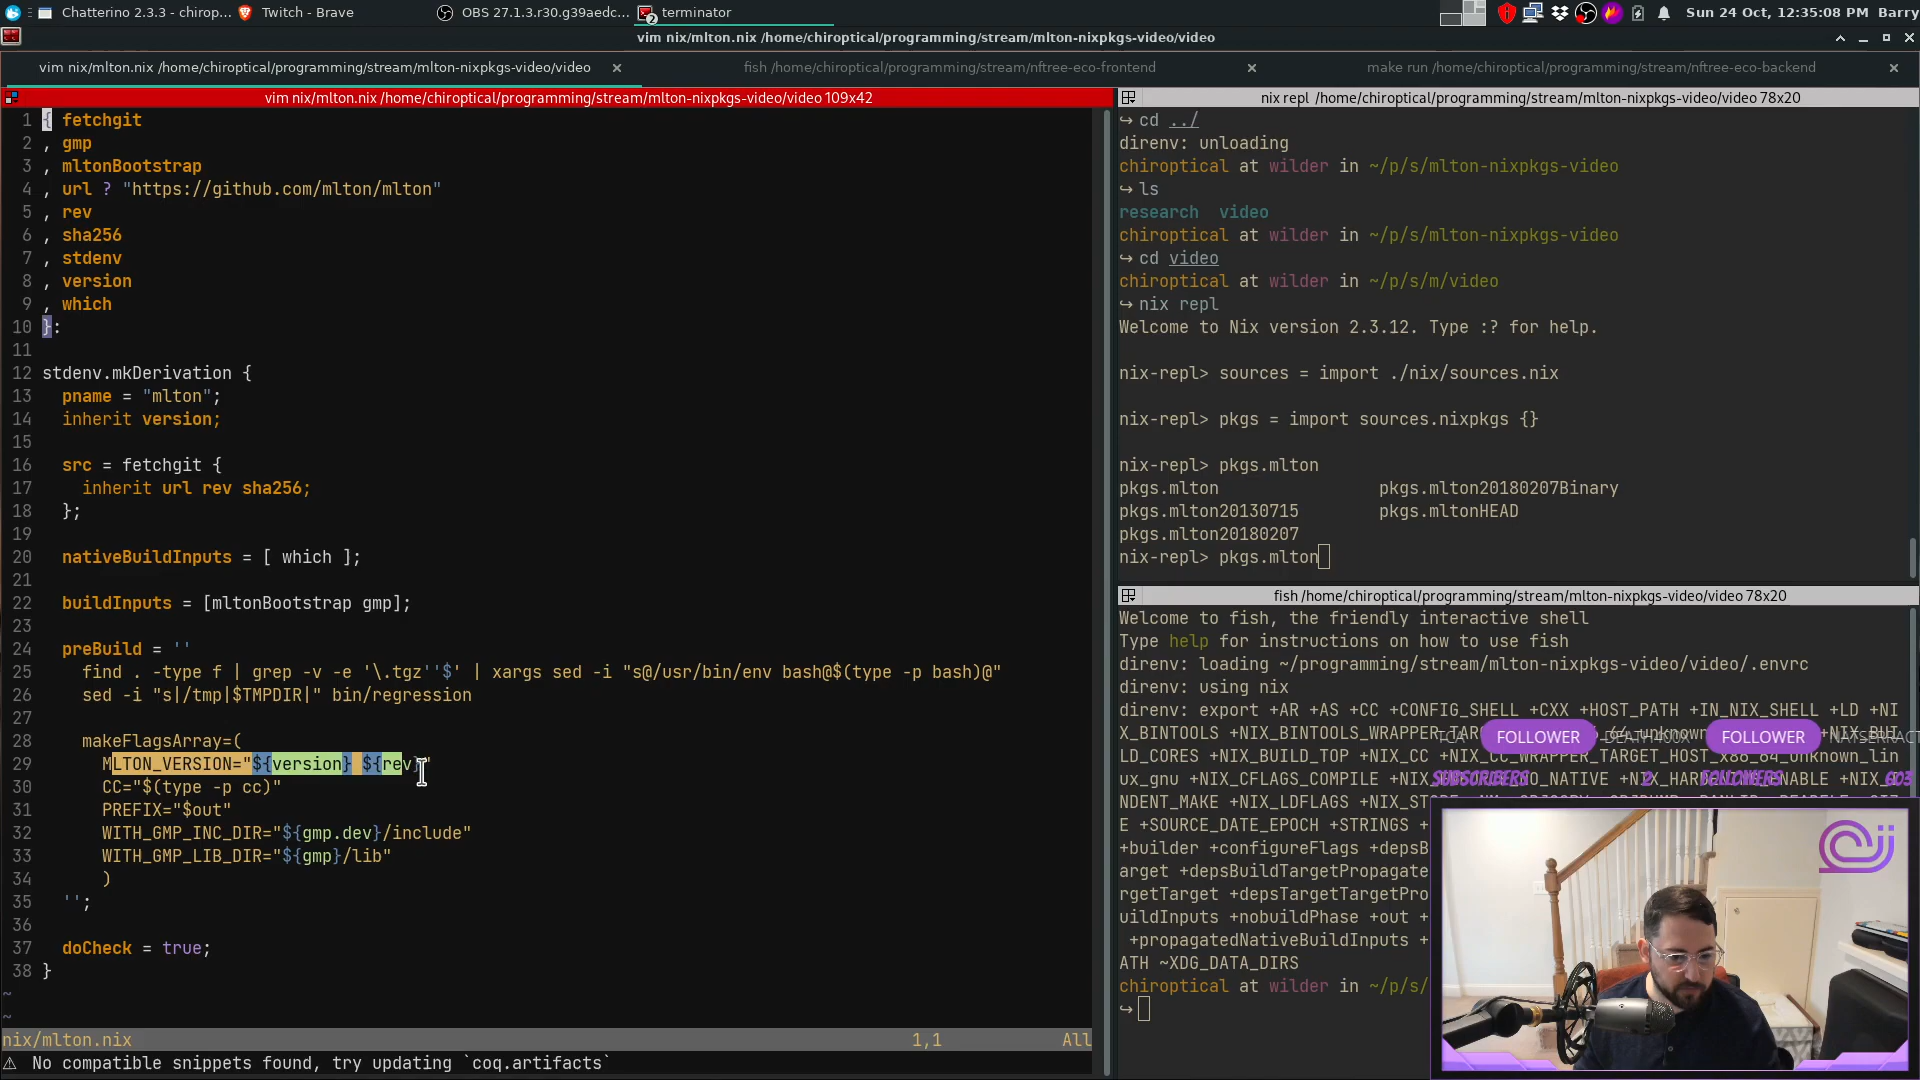 Chatterino 2.3.3 - chirop... Twitch - Brave OBS 27.1.3.r30.g39aedc... terminator Sun 24 Oct, 12:35:08 PM Barry
vim nix/mlton.nix /home/chiroptical/programming/stream/mlton-nixpkgs-video/video
vim nix/mlton.nix /home/chiroptical/programming/stream/mlton-nixpkgs-video/video fish /home/chiroptical/programming/stream/nftree-eco-frontend make run /home/chiroptical/programming/stream/nftree-eco-backend
vim nix/mlton.nix /home/chiroptical/programming/stream/mlton-nixpkgs-video/video 109x42
1 { fetchgit
2 , gmp
3 , mltonBootstrap
4 , url ? "https://github.com/mlton/mlton"
5 , rev
6 , sha256
7 , stdenv
8 , version
9 , which
10 }:
11
12 stdenv.mkDerivation {
13 pname = "mlton";
14 inherit version;
15
16 src = fetchgit {
17 inherit url rev sha256;
18 };
19
20 nativeBuildInputs = [ which ];
21
22 buildInputs = [mltonBootstrap gmp];
23
24 preBuild = ''
25 find . -type f | grep -v -e '\.tgz''$' | xargs sed -i "s@/usr/bin/env bash@$(type -p bash)@"
26 sed -i "s|/tmp|$TMPDIR|" bin/regression
27
28 makeFlagsArray=(
29 MLTON_VERSION="${version} ${rev}"
30 CC="$(type -p cc)"
31 PREFIX="$out"
32 WITH_GMP_INC_DIR="${gmp.dev}/include"
33 WITH_GMP_LIB_DIR="${gmp}/lib"
34 )
35 '';
36
37 doCheck = true;
38 }
~
~
nix/mlton.nix 1,1 All
⚠ No compatible snippets found, try updating `coq.artifacts`
nix repl /home/chiroptical/programming/stream/mlton-nixpkgs-video/video 78x20
↪ cd ../
direnv: unloading
chiroptical at wilder in ~/p/s/mlton-nixpkgs-video
↪ ls
research video
chiroptical at wilder in ~/p/s/mlton-nixpkgs-video
↪ cd video
chiroptical at wilder in ~/p/s/m/video
↪ nix repl
Welcome to Nix version 2.3.12. Type :? for help.
nix-repl> sources = import ./nix/sources.nix
nix-repl> pkgs = import sources.nixpkgs {}
nix-repl> pkgs.mlton
pkgs.mlton pkgs.mlton20180207Binary
pkgs.mlton20130715 pkgs.mltonHEAD
pkgs.mlton20180207
nix-repl> pkgs.mlton
fish /home/chiroptical/programming/stream/mlton-nixpkgs-video/video 78x20
Welcome to fish, the friendly interactive shell
Type help for instructions on how to use fish
direnv: loading ~/programming/stream/mlton-nixpkgs-video/video/.envrc
direnv: using nix
direnv: export +AR +AS +CC +CONFIG_SHELL +CXX +HOST_PATH +IN_NIX_SHELL +LD +NI
X_BINTOOLS +NIX_BINTOOLS_WRAPPER
LD_CORES +NIX_BUILD_TOP +NIX_CC
ux_gnu +NIX_CFLAGS_COMPILE
NDENT_MAKE +NIX_LDFLAGS
E +SOURCE_DATE_EPOCH +STRINGS
+builder +configureFlags
arget +depsBuildTargetPropagate
rgetTarget +depsTargetTargetPro
uildInputs +nobuildPhase +out +
+propagatedNativeBuildInputs +
ATH ~XDG_DATA_DIRS
chiroptical at wilder in ~/p/s/
↪
FOLLOWER FOLLOWER
SUBSCRIBERS 2 FOLLOWERS 603